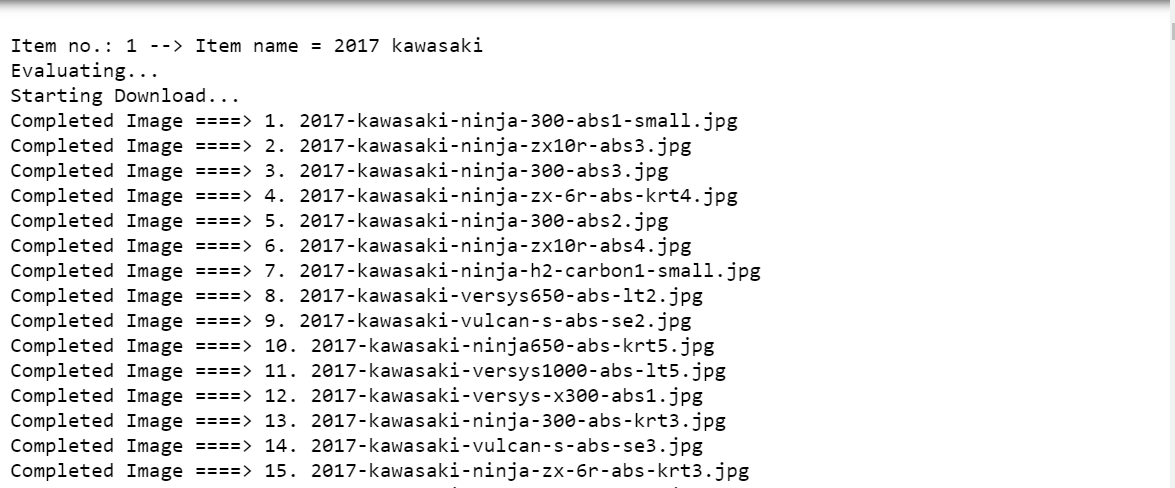 Item no.: 1 --> Item name = 2017 kawasaki
Evaluating...
Starting Download...
Completed Image ====> 1. 2017-kawasaki-ninja-300-abs1-small.jpg
Completed Image ====> 2. 2017-kawasaki-ninja-zx10r-abs3.jpg
Completed Image ====> 3. 2017-kawasaki-ninja-300-abs3.jpg
Completed Image ====> 4. 2017-kawasaki-ninja-zx-6r-abs-krt4.jpg
Completed Image ====> 5. 2017-kawasaki-ninja-300-abs2.jpg
Completed Image ====> 6. 2017-kawasaki-ninja-zx10r-abs4.jpg
Completed Image ====> 7. 2017-kawasaki-ninja-h2-carbon1-small.jpg
Completed Image ====> 8. 2017-kawasaki-versys650-abs-lt2.jpg
Completed Image ====> 9. 2017-kawasaki-vulcan-s-abs-se2.jpg
Completed Image ====> 10. 2017-kawasaki-ninja650-abs-krt5.jpg
Completed Image ====> 11. 2017-kawasaki-versys1000-abs-lt5.jpg
Completed Image ====> 12. 2017-kawasaki-versys-x300-abs1.jpg
Completed Image ====> 13. 2017-kawasaki-ninja-300-abs-krt3.jpg
Completed Image ====> 14. 2017-kawasaki-vulcan-s-abs-se3.jpg
Completed Image ====> 15. 2017-kawasaki-ninja-zx-6r-abs-krt3.jpg